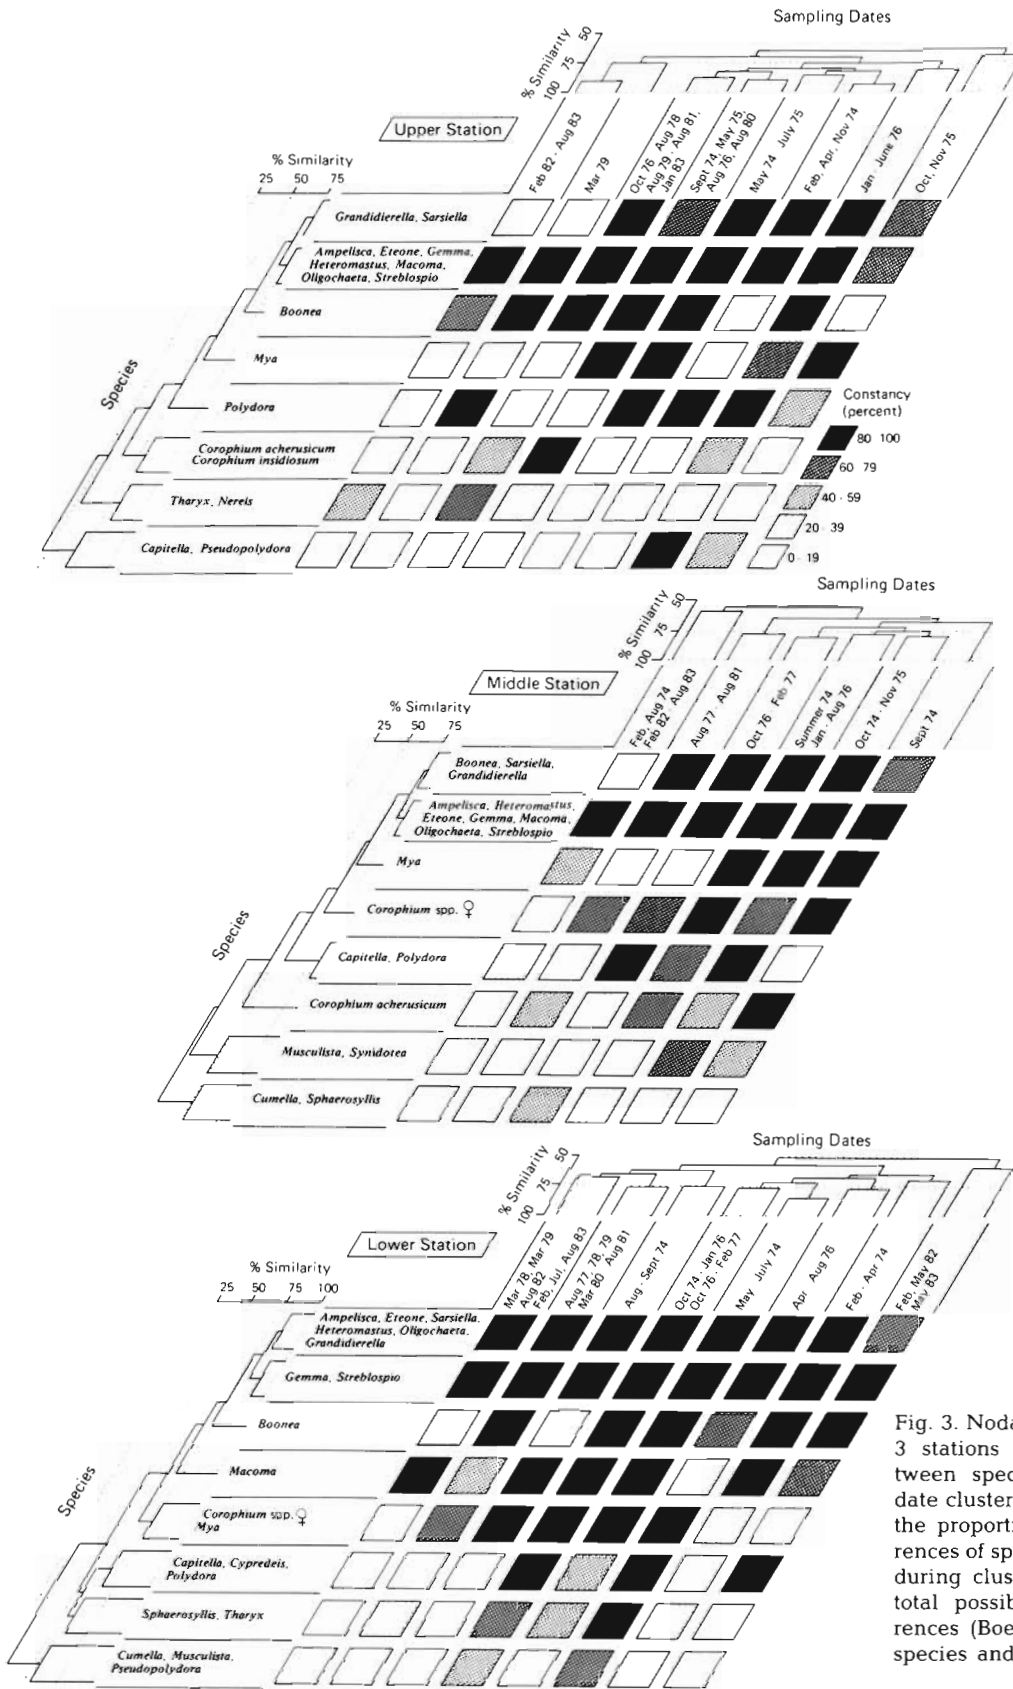 Sampling Dates
% Similarity
50
75
100
Upper Station
Feb 82 - Aug 83
Mar 79
Oct 76, Aug 78
Aug 79 - Aug 81,
Jan 83
Sept 74, May 75,
Aug 76, Aug 80
May 74 - July 75
Feb, Apr, Nov 74
Jan - June 76
Oct, Nov 75
% Similarity
25 50 75
Species
Grandidierella, Sarsiella
Ampelisca, Eteone, Gemma,
Heteromastus, Macoma,
Oligochaeta, Streblospio
Boonea
Mya
Polydora
Corophium acherusicum
Corophium insidiosum
Tharyx, Nereis
Capitella, Pseudopolydora
Constancy
(percent)
80 100
60 79
40 - 59
20 - 39
0 - 19
Sampling Dates
% Similarity
50
75
100
Middle Station
Feb, Aug 74
Feb 82 - Aug 83
Aug 77 - Aug 81
Oct 76 - Feb 77
Summer 74
Jan - Aug 76
Oct 74 - Nov 75
Sept 74
% Similarity
25 50 75
Species
Boonea, Sarsiella,
Grandidierella
Ampelisca, Heteromastus,
Eteone, Gemma, Macoma,
Oligochaeta, Streblospio
Mya
Corophium spp. ♀
Capitella, Polydora
Corophium acherusicum
Musculista, Synidotea
Cumella, Sphaerosyllis
Sampling Dates
% Similarity
50
75
100
Lower Station
Mar 78, Mar 79
Aug 82
Feb, Jul, Aug 83
Aug 77, 78, 79
Mar 80 - Aug 81
Aug - Sept 74
Oct 74 - Jan 76
Oct 76 - Feb 77
May - July 74
Apr - Aug 76
Feb - Apr 74
Feb, May 82
May 83
% Similarity
25 50 75 100
Species
Ampelisca, Eteone, Sarsiella,
Heteromastus, Oligochaeta,
Grandidierella
Gemma, Streblospio
Boonea
Macoma
Corophium spp. ♀
Mya
Capitella, Cypredeis,
Polydora
Sphaerosyllis, Tharyx
Cumella, Musculista,
Pseudopolydora
Fig. 3. Noda
3 stations
tween spec
date cluster
the proporti
rences of sp
during clus
total possib
rences (Boe
species and